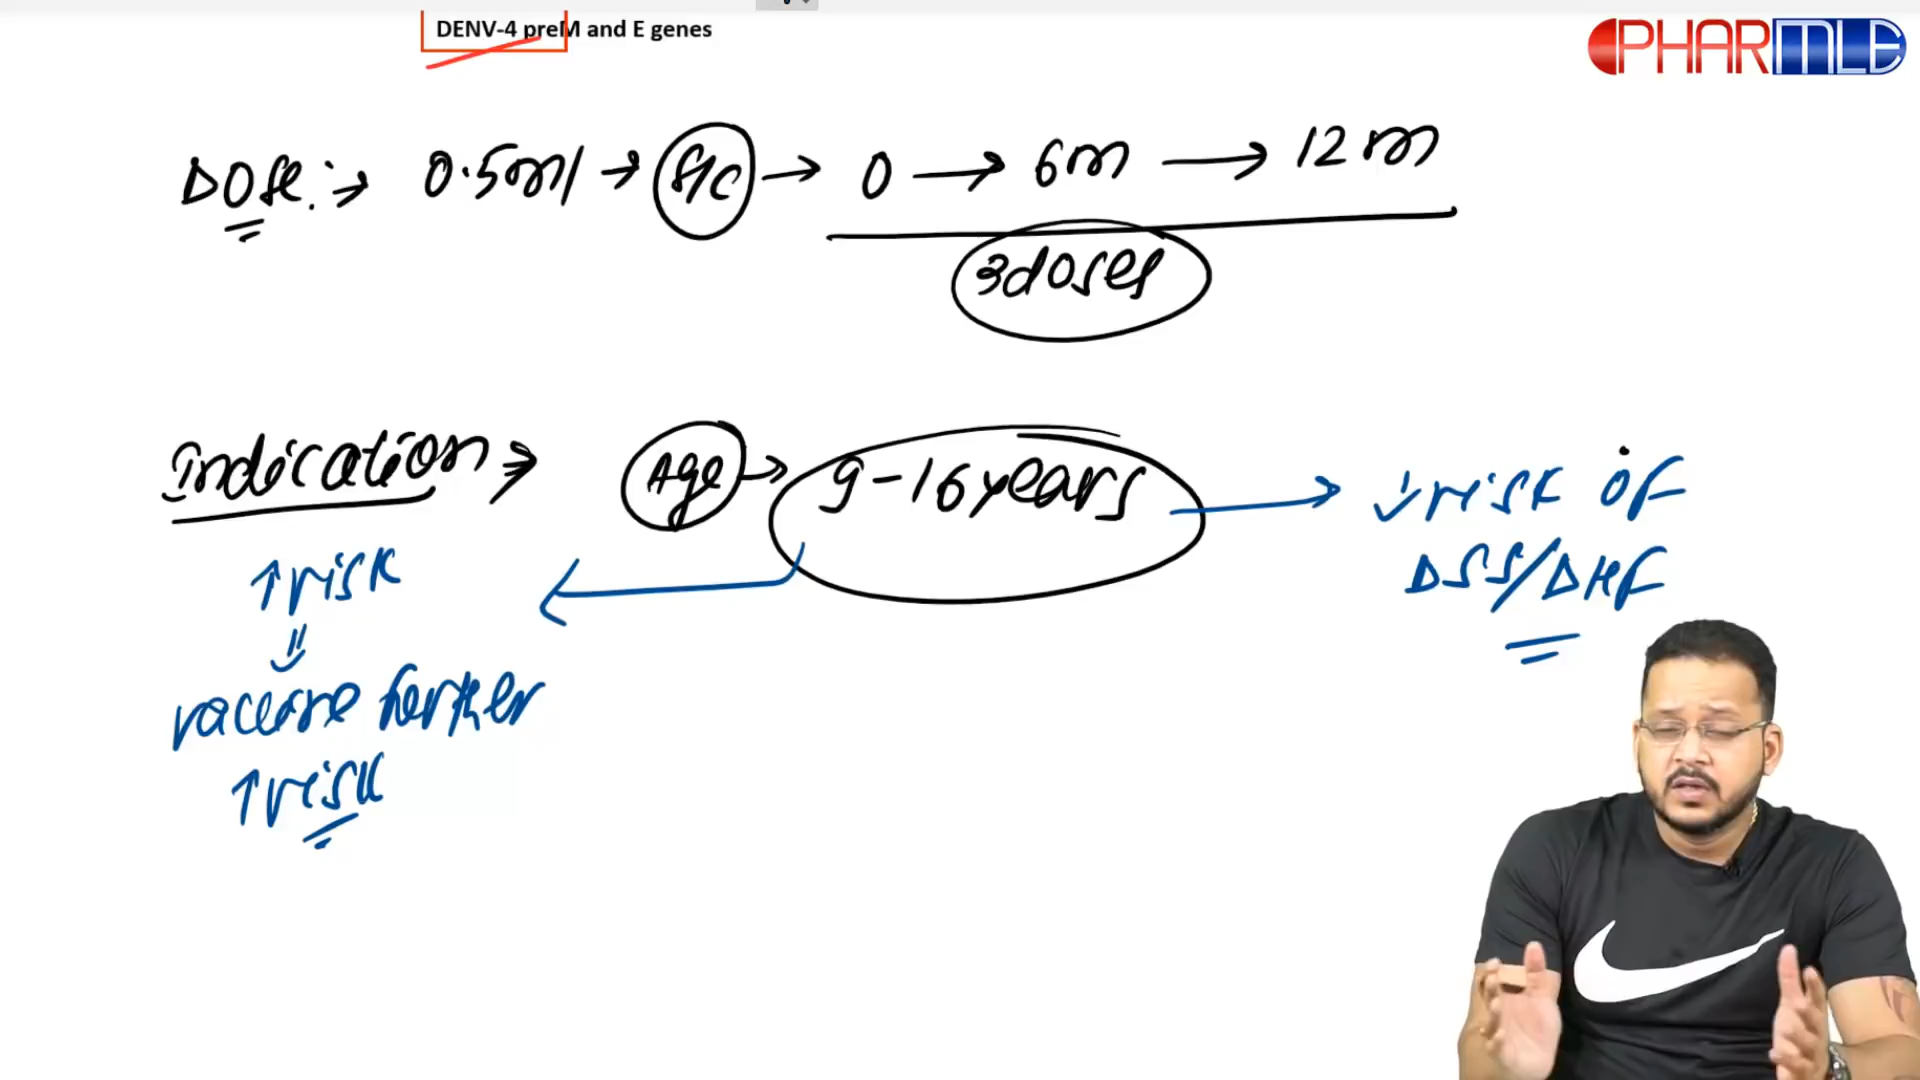 DENV-4 preM and E genes
PHARMLE
DOSE:→ 0.5ml → S/C → 0 → 6m → 12m
3doses
Indication → Age → 9-16years → ↓risk of
DSS/DHF
↑risk
vaccine further
↑risk